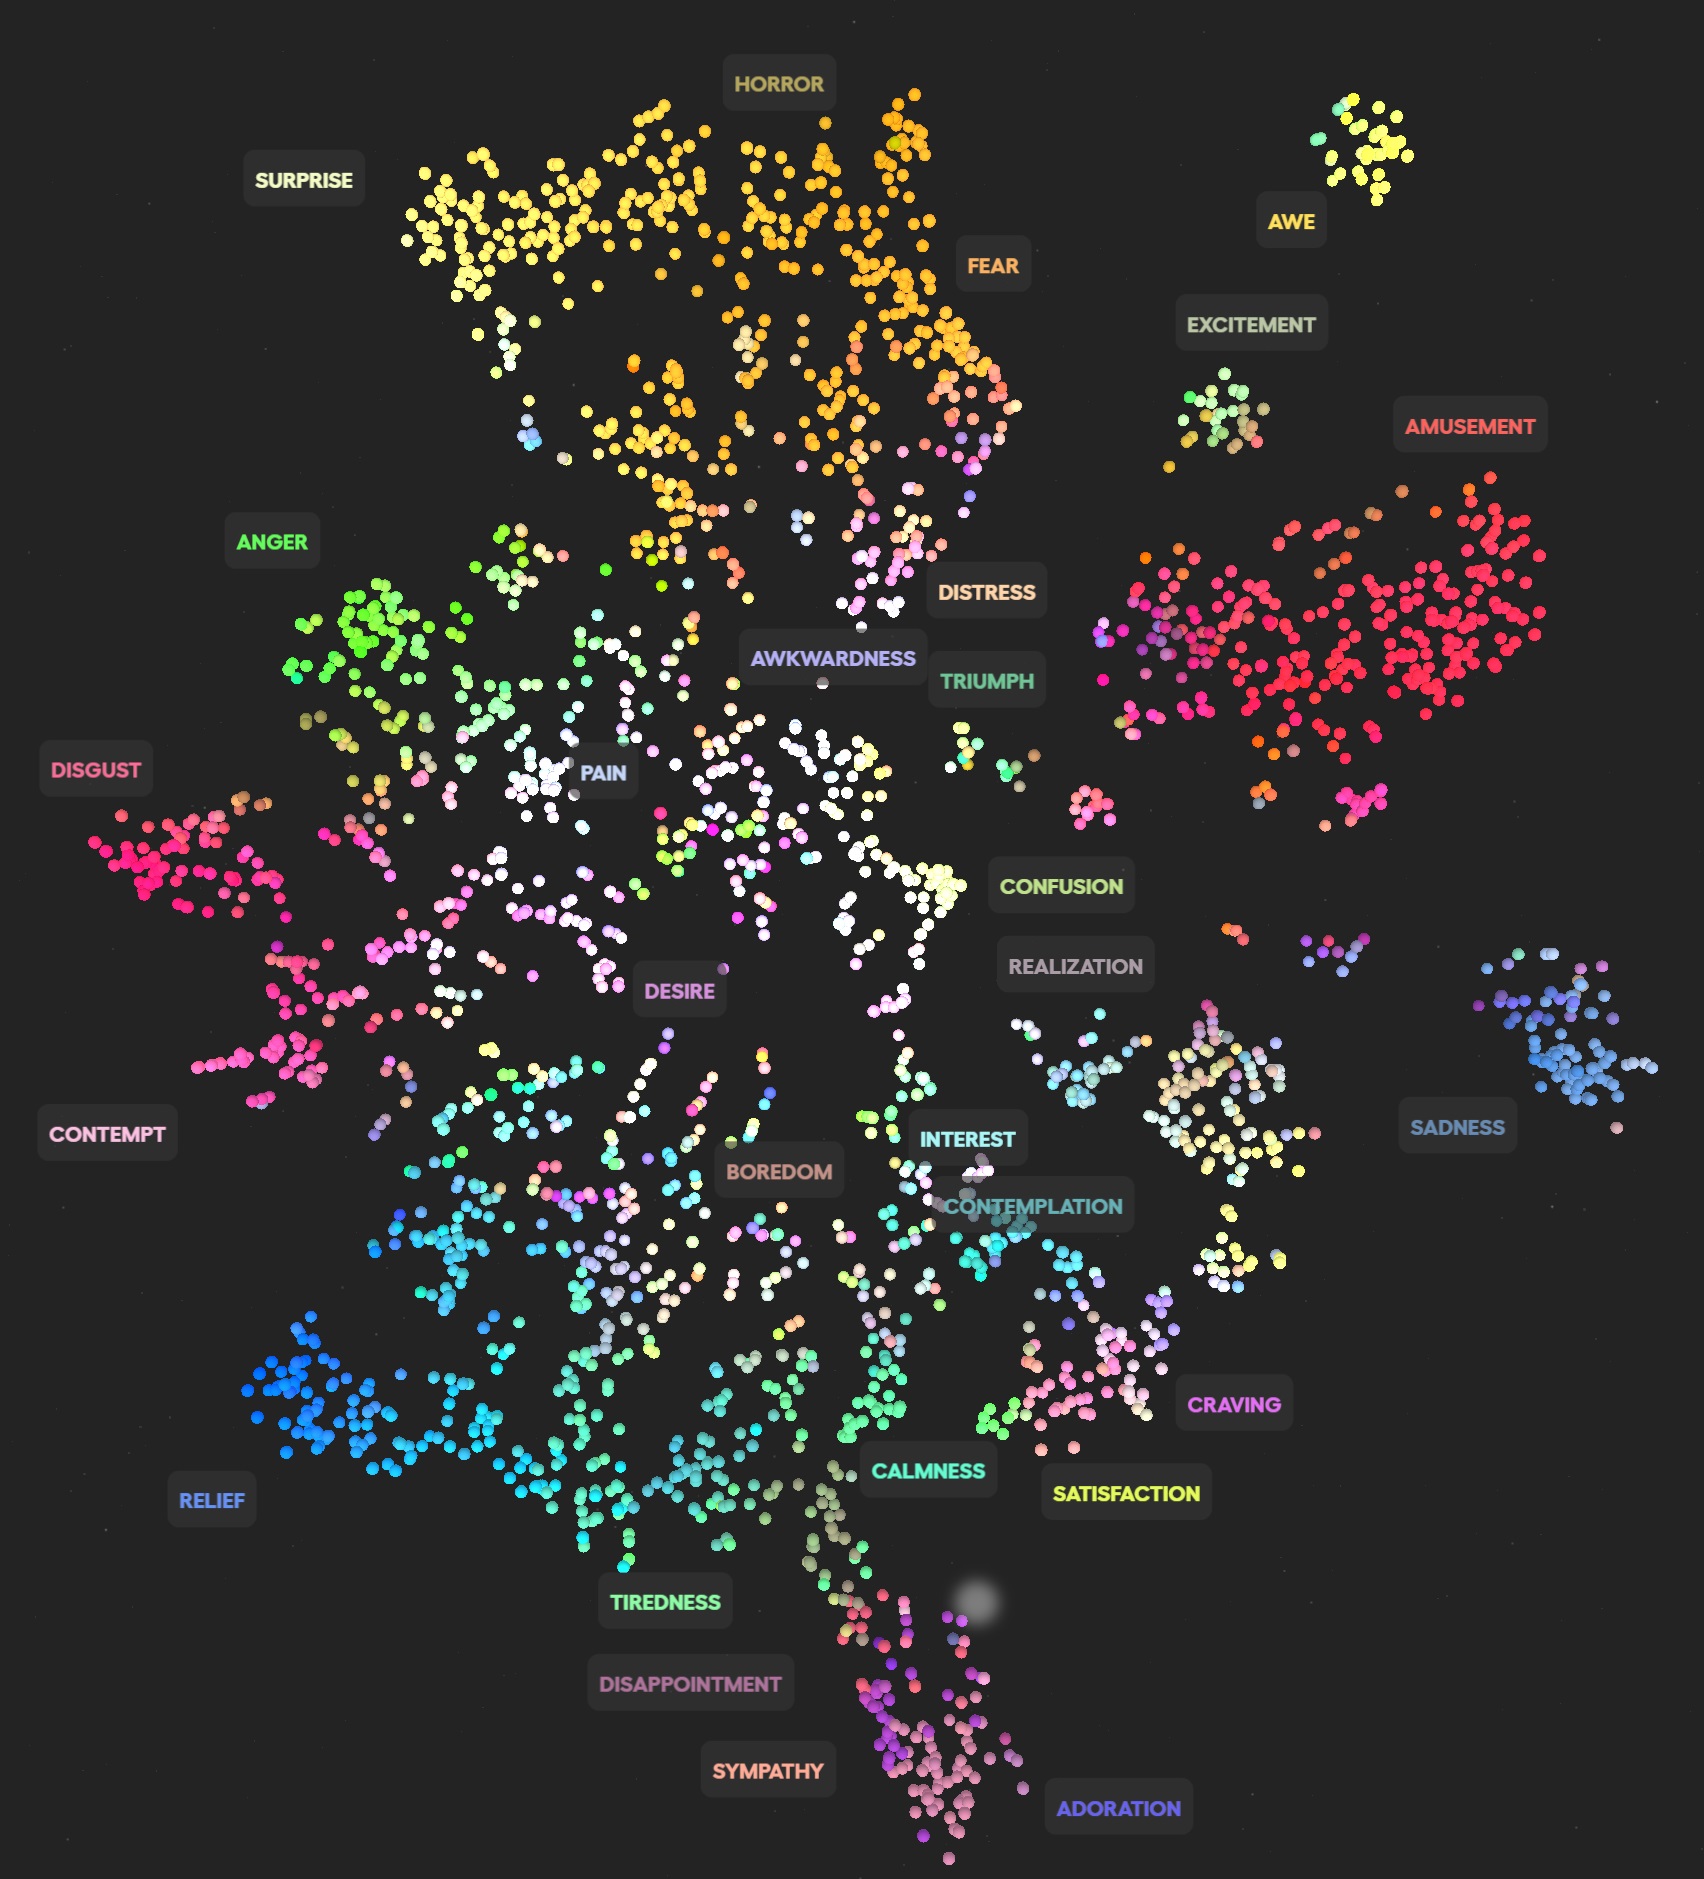 HORROR
SURPRISE
AWE
FEAR
EXCITEMENT
AMUSEMENT
ANGER
DISTRESS
AWKWARDNESS
TRIUMPH
DISGUST
PAIN
CONFUSION
REALIZATION
DESIRE
CONTEMPT
SADNESS
INTEREST
BOREDOM
CONTEMPLATION
CRAVING
CALMNESS
SATISFACTION
RELIEF
TIREDNESS
DISAPPOINTMENT
SYMPATHY
ADORATION